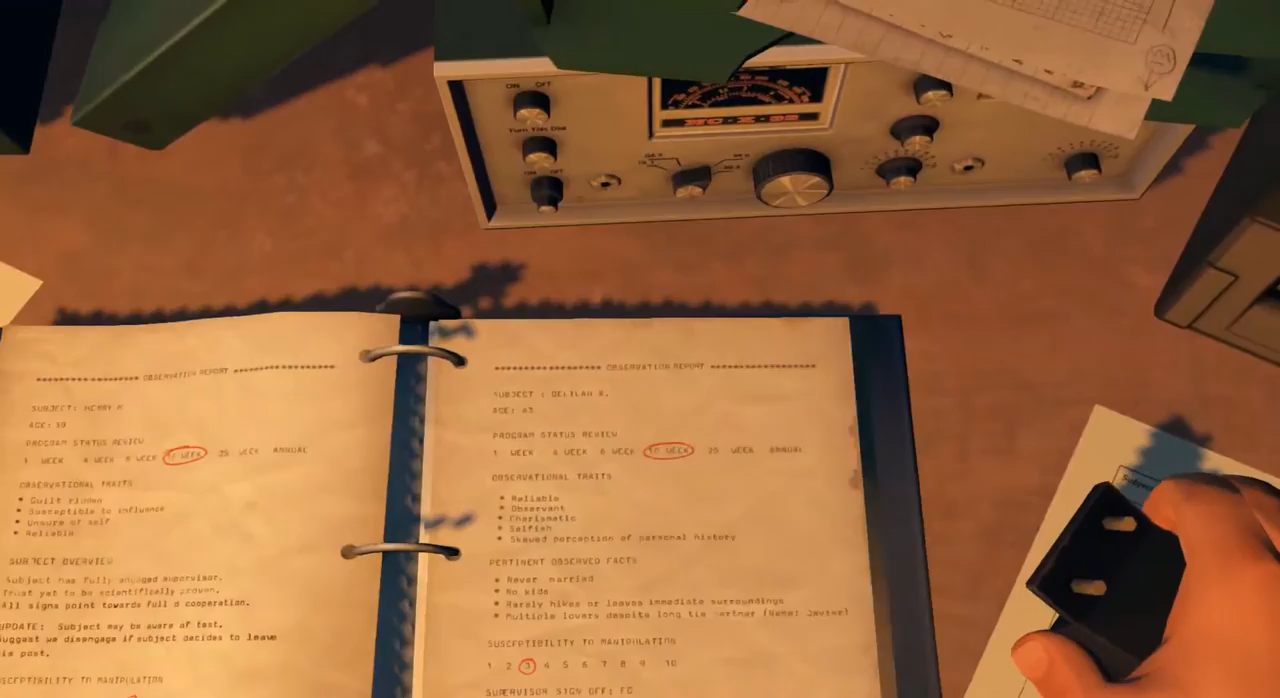 ON OFF
ON OFF
******************** OBSERVATION REPORT ********************
SUBJECT: HENRY M
AGE: 39
PROGRAM STATUS REVIEW
1 WEEK 4 WEEK 8 WEEK WEEK 25 WEEK ANNUAL
OBSERVATIONAL TRAITS
* Guilt ridden
* Susceptible to influence
* Unsure of self
* Reliable
SUBJECT OVERVIEW
Subject has fully engaged supervisor.
Trust yet to be scientifically proven.
All signs point towards full cooperation.
UPDATE: Subject may be aware of test.
Suggest we disengage if subject decides to leave
his post.
SUSCEPTIBILITY TO MANIPULATION
******************** OBSERVATION REPORT ********************
SUBJECT : DELILAH
AGE: 43
PROGRAM STATUS REVIEW
1 WEEK 4 WEEK 8 WEEK WEEK 25 WEEK ANNUAL
OBSERVATIONAL TRAITS
* Reliable
* Observant
* Charismatic
* Selfish
* Skewed perception of personal history
PERTINENT OBSERVED FACTS
* Never married
* No kids
* Rarely hikes or leaves immediate surroundings
* Multiple lovers despite long tie partner (Name: Javier)
SUSCEPTIBILITY TO MANIPULATION
1 2 3 4 5 6 7 8 9 10
SUPERVISOR SIGN OFF: